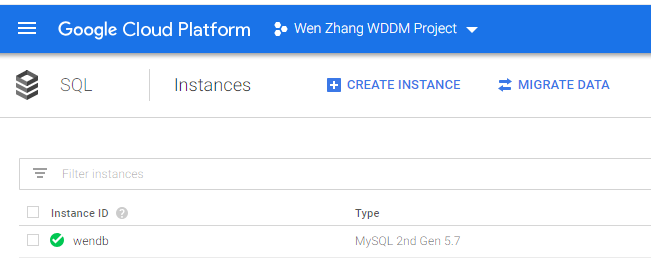 Google Cloud Platform Wen Zhang WDDM Project
SQL Instances CREATE INSTANCE MIGRATE DATA
Filter instances
Instance ID ? Type
wendb MySQL 2nd Gen 5.7